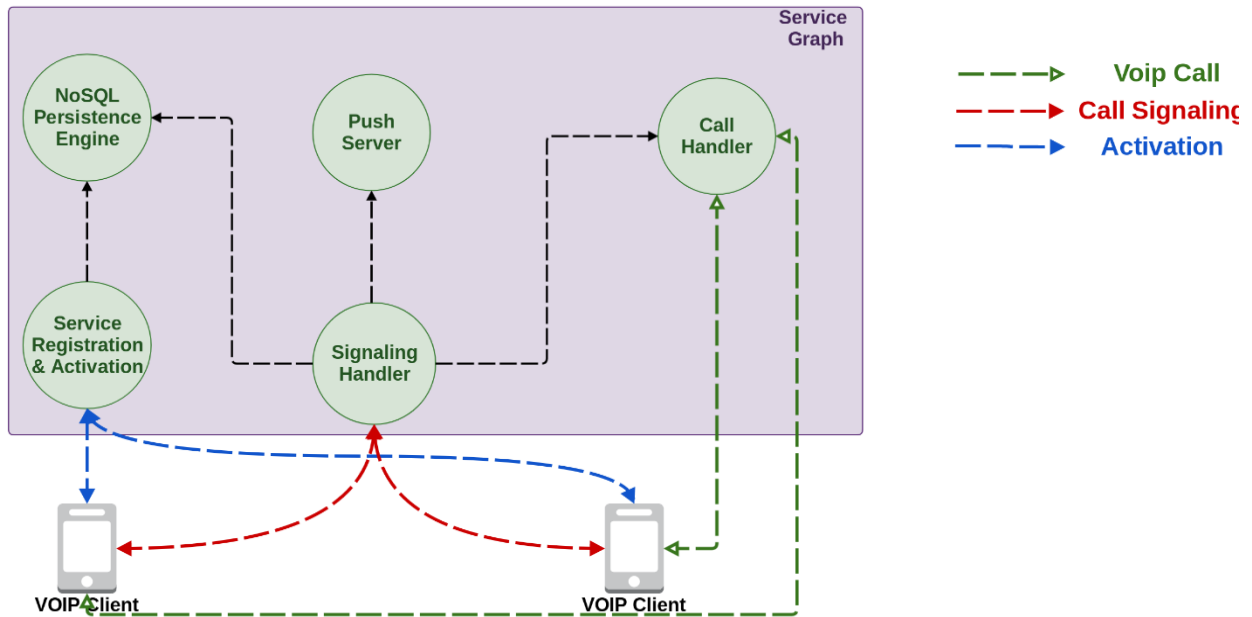 Service
Graph
NoSQL
Persistence
Engine
Push
Server
Call
Handler
Service
Registration
& Activation
Signaling
Handler
VOIP Client
VOIP Client
Voip Call
Call Signaling
Activation